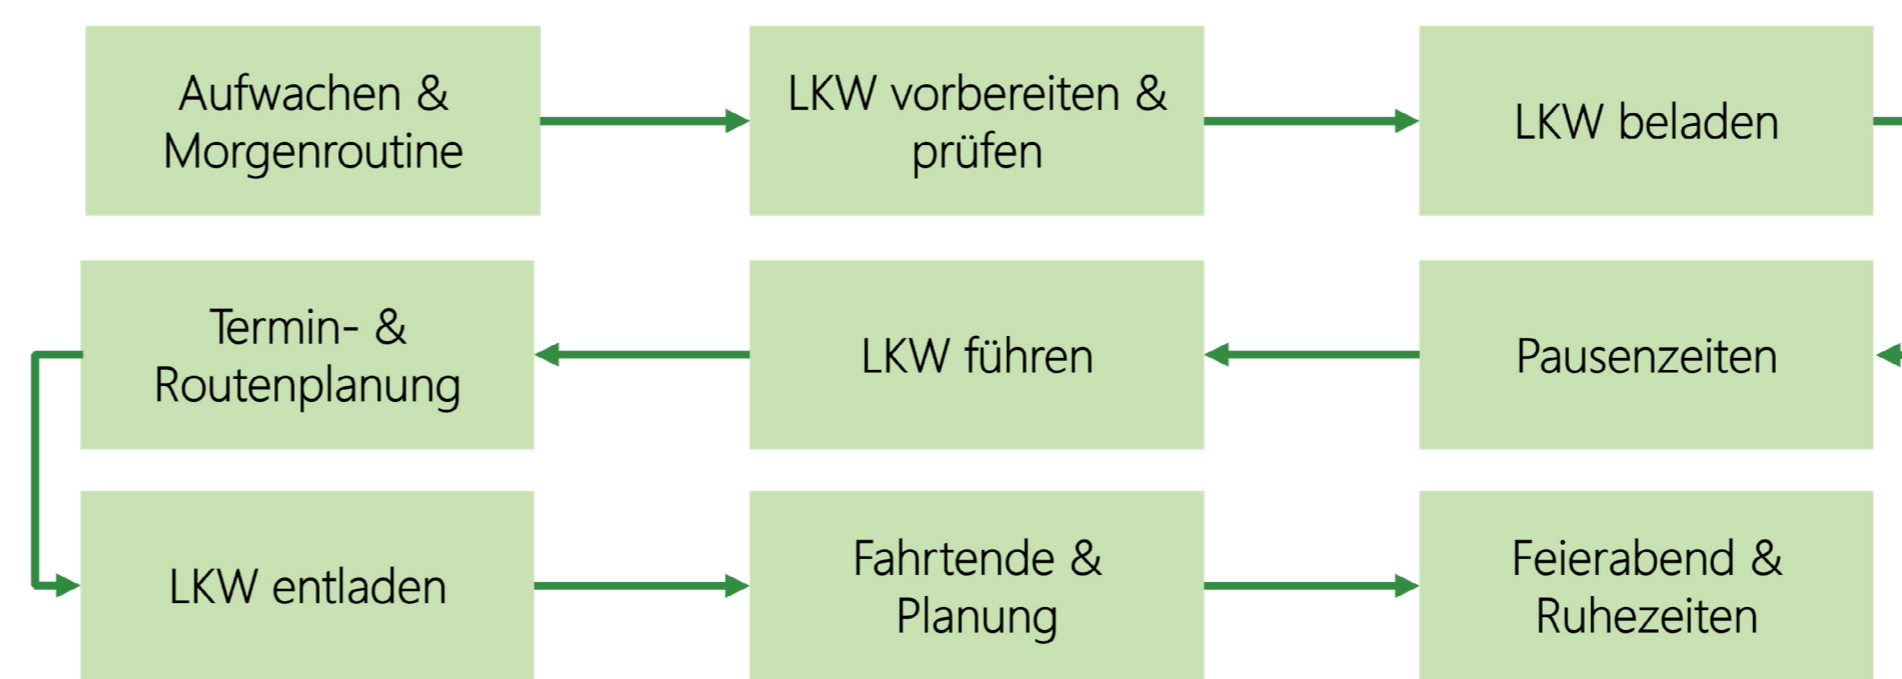 Aufwachen &
Morgenroutine
LKW vorbereiten &
prüfen
LKW beladen
Pausenzeiten
LKW führen
Termin- &
Routenplanung
LKW entladen
Fahrtende &
Planung
Feierabend &
Ruhezeiten